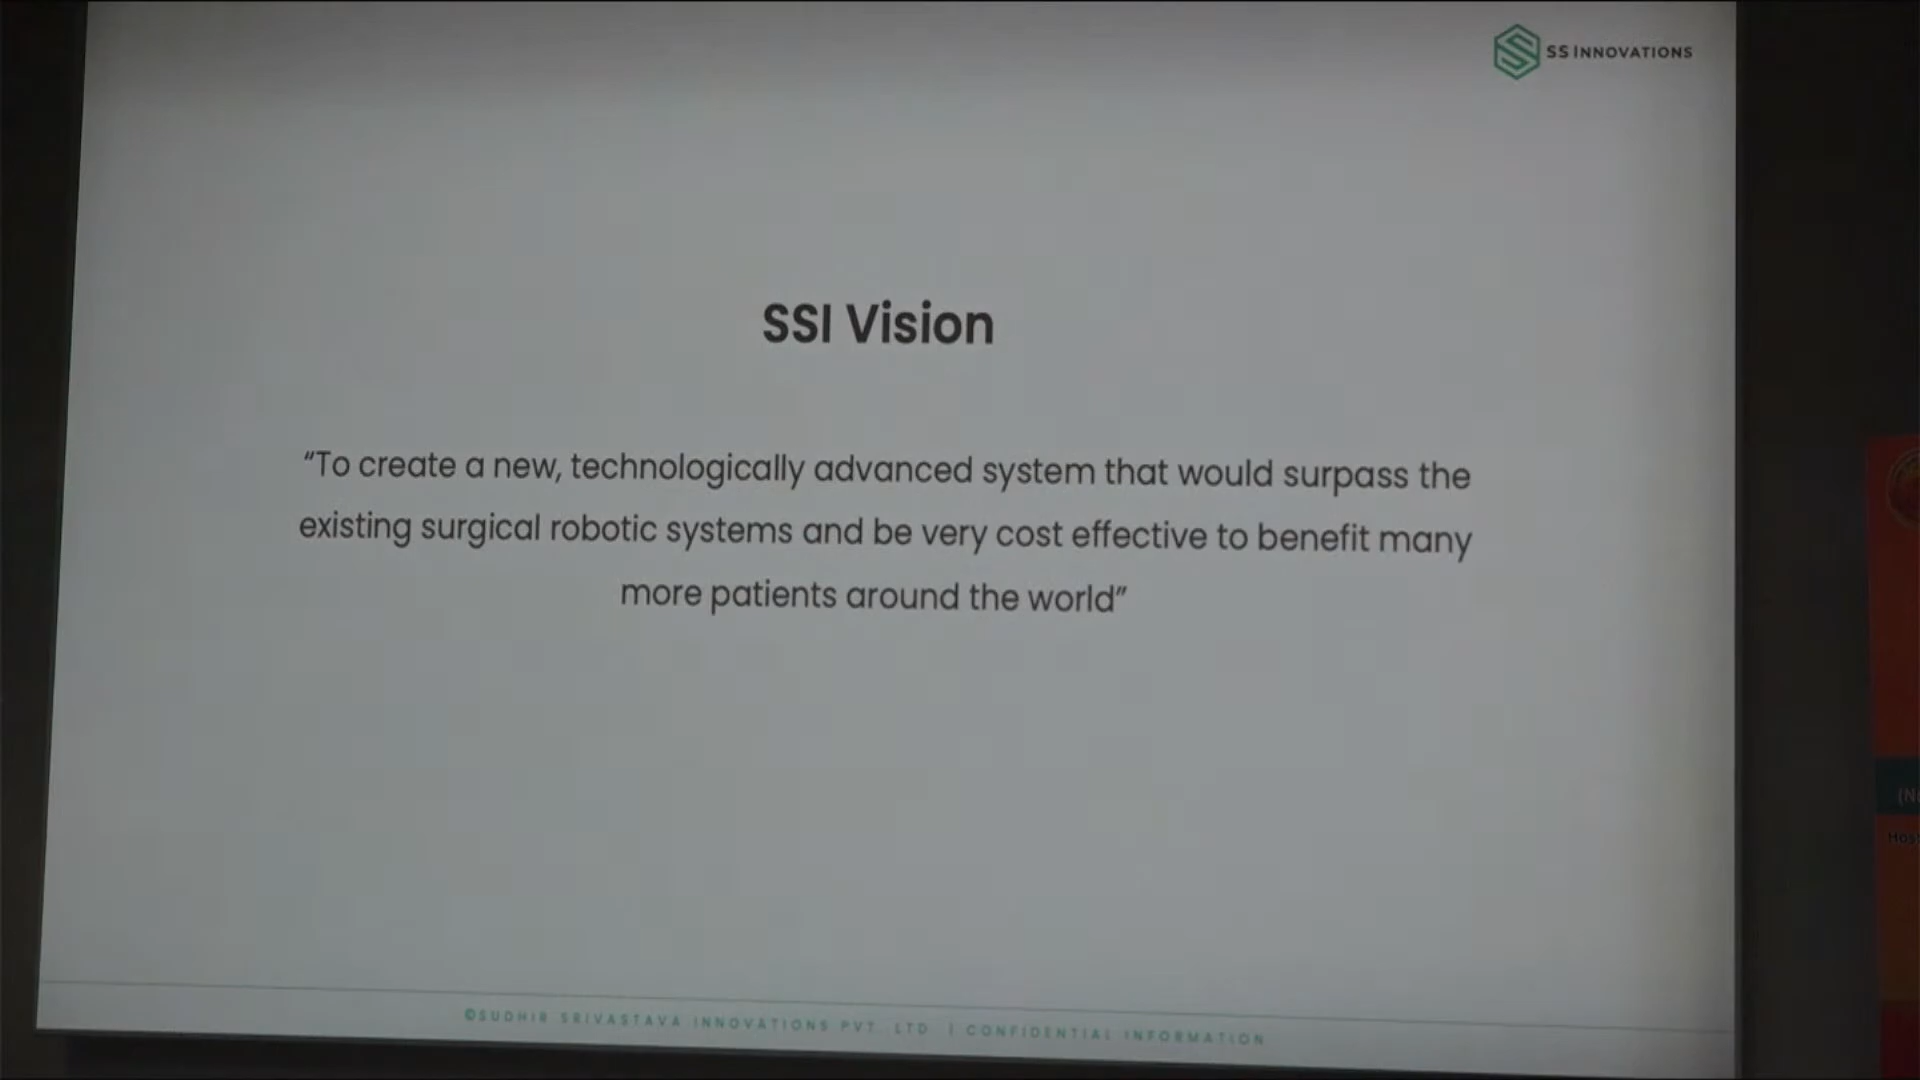 SS INNOVATIONS
SSI Vision
“To create a new, technologically advanced system that would surpass the
existing surgical robotic systems and be very cost effective to benefit many
more patients around the world”
©SUDHIR SRIVASTAVA INNOVATIONS PVT. LTD | CONFIDENTIAL INFORMATION